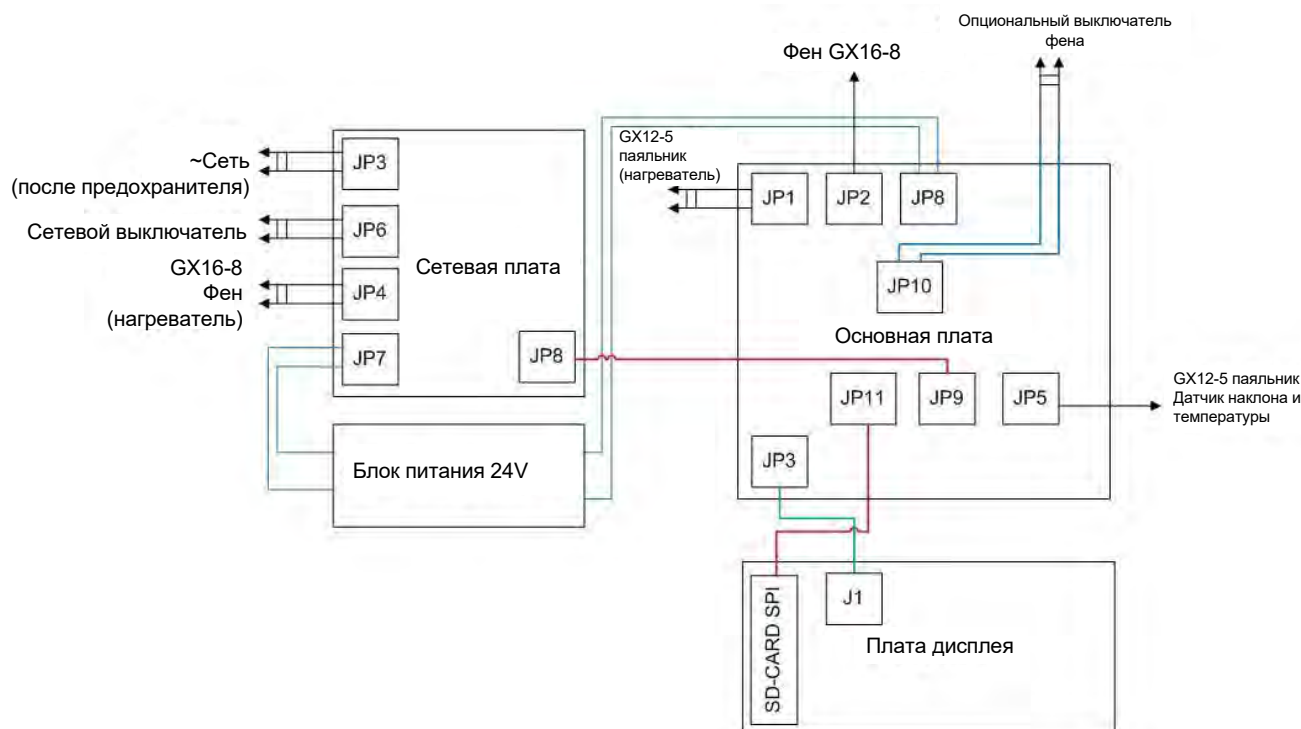 Опциональный выключатель
фена
Фен GX16-8
GX12-5
паяльник
(нагреватель)
~Сеть
(после предохранителя)
JP3
JP1
JP2
JP8
Сетевой выключатель
JP6
GX16-8
Фен
(нагреватель)
JP4
Сетевая плата
JP10
Основная плата
JP7
JP8
JP11
JP9
JP5
GX12-5 паяльник
Датчик наклона и
температуры
Блок питания 24V
JP3
SD-CARD SPI
J1
Плата дисплея